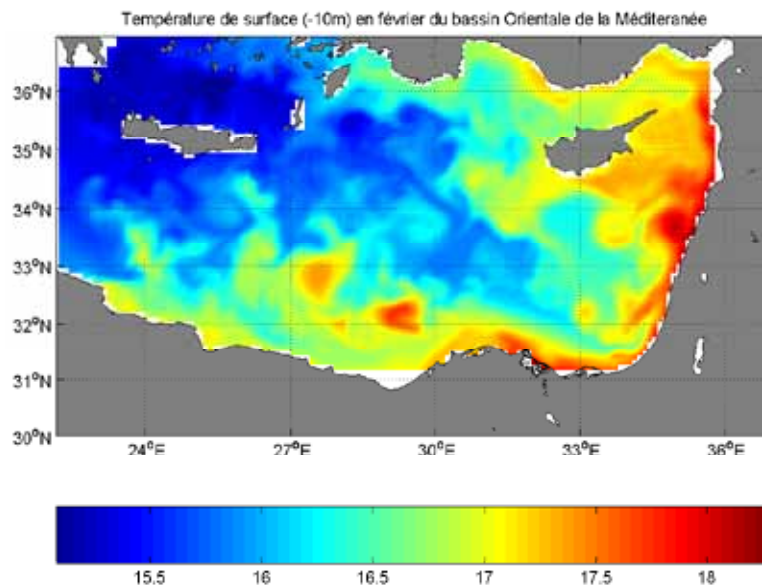 Température de surface (-10m) en février du bassin Orientale de la Méditeranée
36°N
35°N
34°N
33°N
32°N
31°N
30°N
24°E 27°E 30°E 33°E 36°E
15.5 16 16.5 17 17.5 18